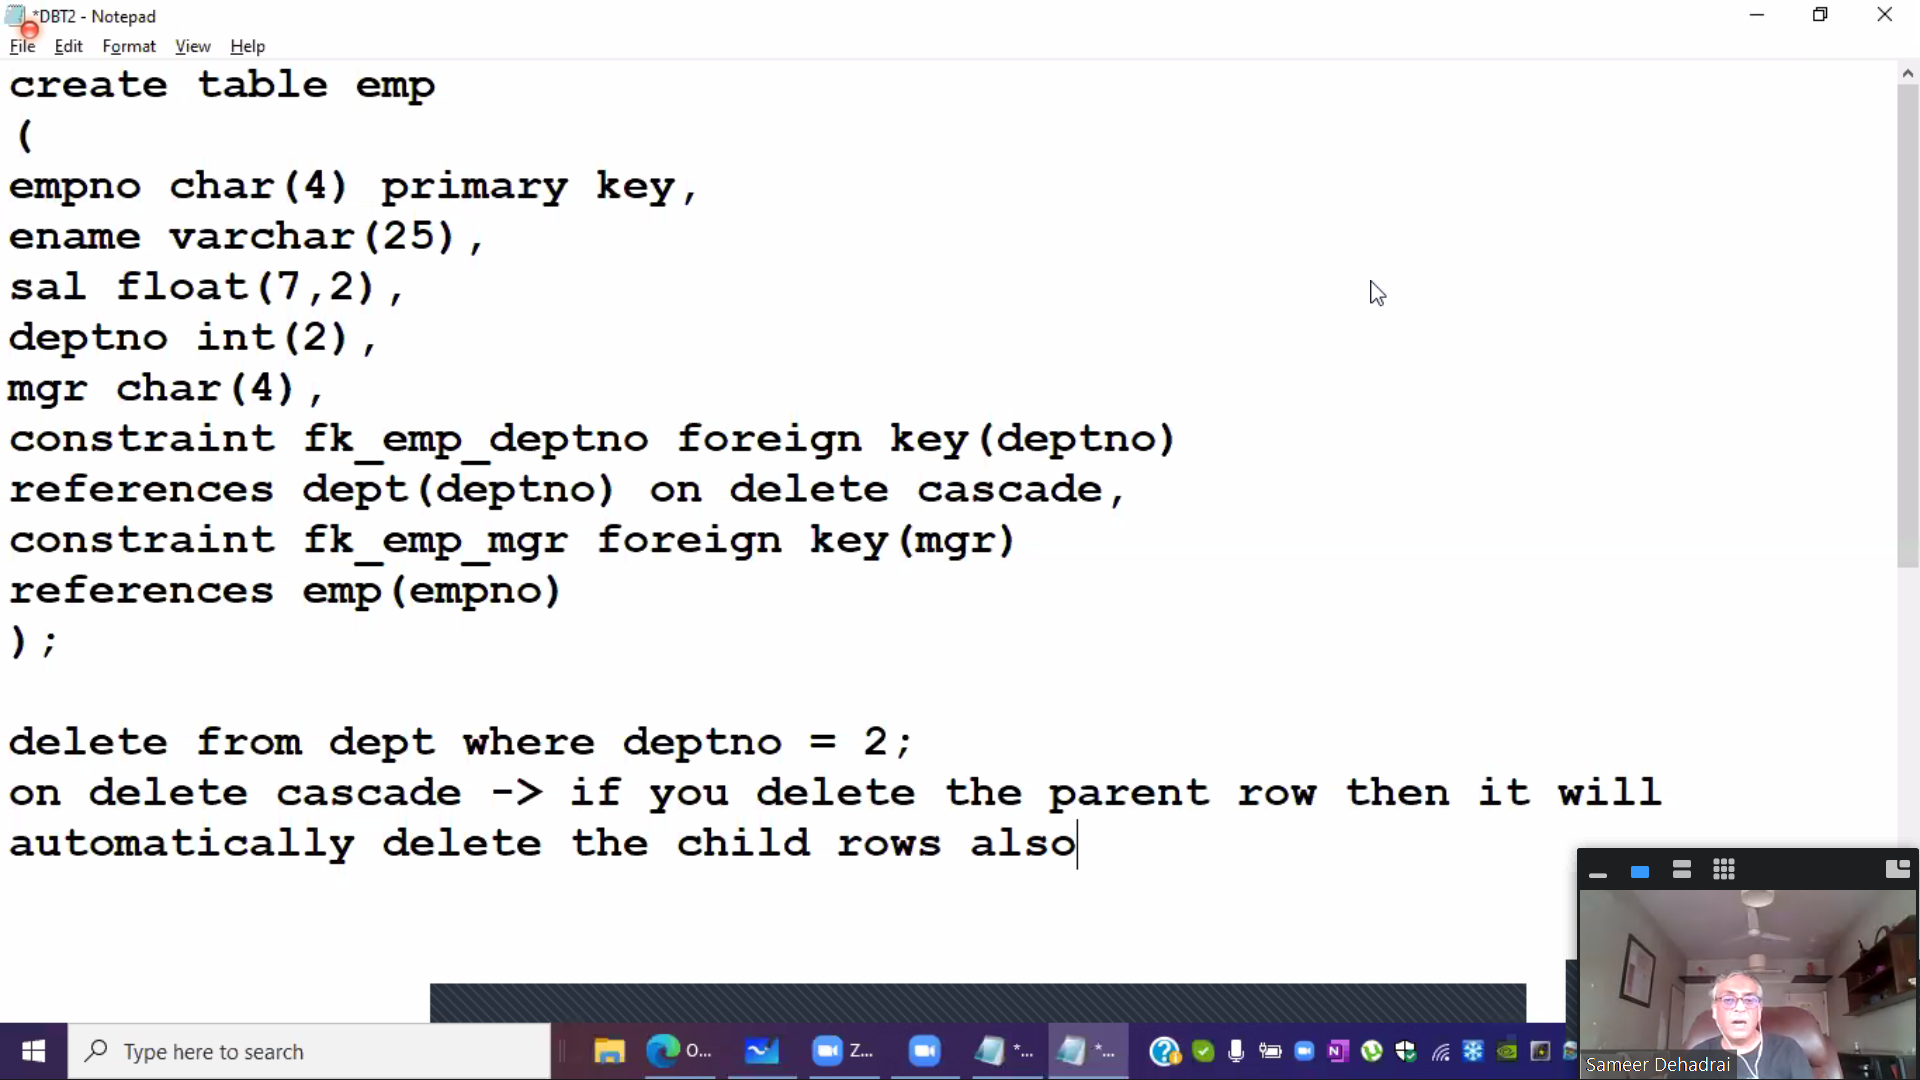 *DBT2 - Notepad
File Edit Format View Help
create table emp
(
empno char(4) primary key,
ename varchar(25),
sal float(7,2),
deptno int(2),
mgr char(4),
constraint fk_emp_deptno foreign key(deptno)
references dept(deptno) on delete cascade,
constraint fk_emp_mgr foreign key(mgr)
references emp(empno)
);
delete from dept where deptno = 2;
on delete cascade -> if you delete the parent row then it will
automatically delete the child rows also
Type here to search
O...
Z...
*...
*...
Sameer Dehadrai